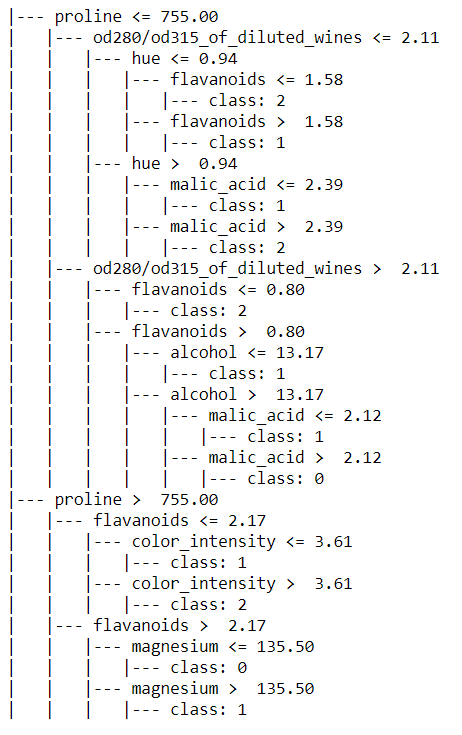 |--- proline <= 755.00
|   |--- od280/od315_of_diluted_wines <= 2.11
|   |   |--- hue <= 0.94
|   |   |   |--- flavanoids <= 1.58
|   |   |   |   |--- class: 2
|   |   |   |--- flavanoids >  1.58
|   |   |   |   |--- class: 1
|   |   |--- hue >  0.94
|   |   |   |--- malic_acid <= 2.39
|   |   |   |   |--- class: 1
|   |   |   |--- malic_acid >  2.39
|   |   |   |   |--- class: 2
|   |--- od280/od315_of_diluted_wines >  2.11
|   |   |--- flavanoids <= 0.80
|   |   |   |--- class: 2
|   |   |--- flavanoids >  0.80
|   |   |   |--- alcohol <= 13.17
|   |   |   |   |--- class: 1
|   |   |   |--- alcohol >  13.17
|   |   |   |   |--- malic_acid <= 2.12
|   |   |   |   |   |--- class: 1
|   |   |   |   |--- malic_acid >  2.12
|   |   |   |   |   |--- class: 0
|--- proline >  755.00
|   |--- flavanoids <= 2.17
|   |   |--- color_intensity <= 3.61
|   |   |   |--- class: 1
|   |   |--- color_intensity >  3.61
|   |   |   |--- class: 2
|   |--- flavanoids >  2.17
|   |   |--- magnesium <= 135.50
|   |   |   |--- class: 0
|   |   |--- magnesium >  135.50
|   |   |   |--- class: 1